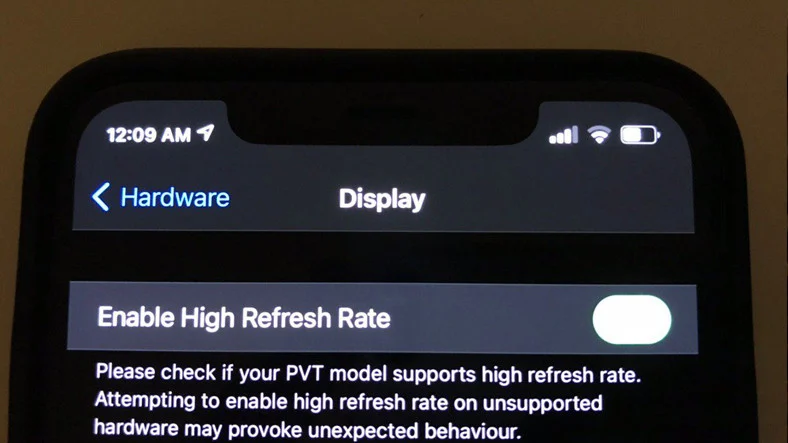 12:09 AM
Hardware
Display
Enable High Refresh Rate
Please check if your PVT model supports high refresh rate.
Attempting to enable high refresh rate on unsupported
hardware may provoke unexpected behaviour.